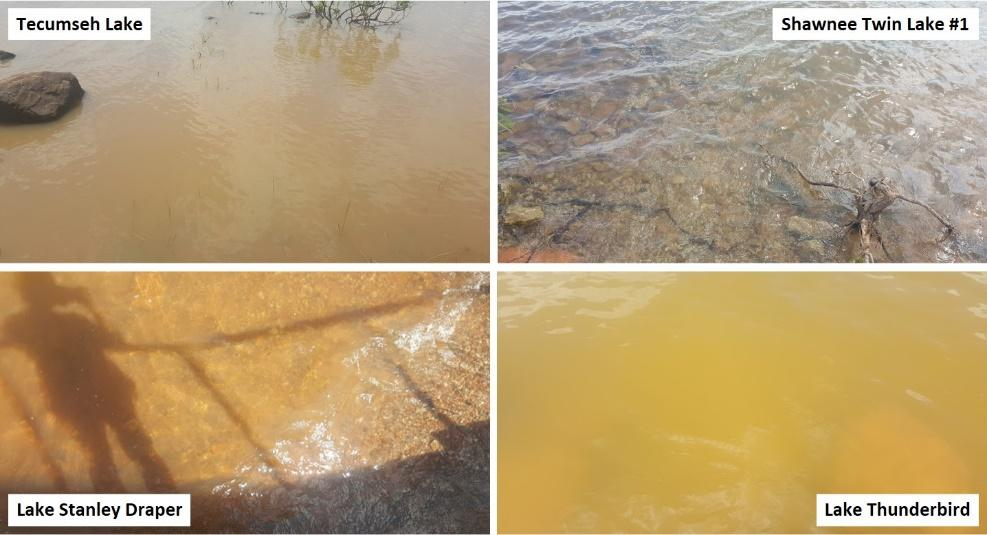 Tecumseh Lake
Shawnee Twin Lake #1
Lake Stanley Draper
Lake Thunderbird